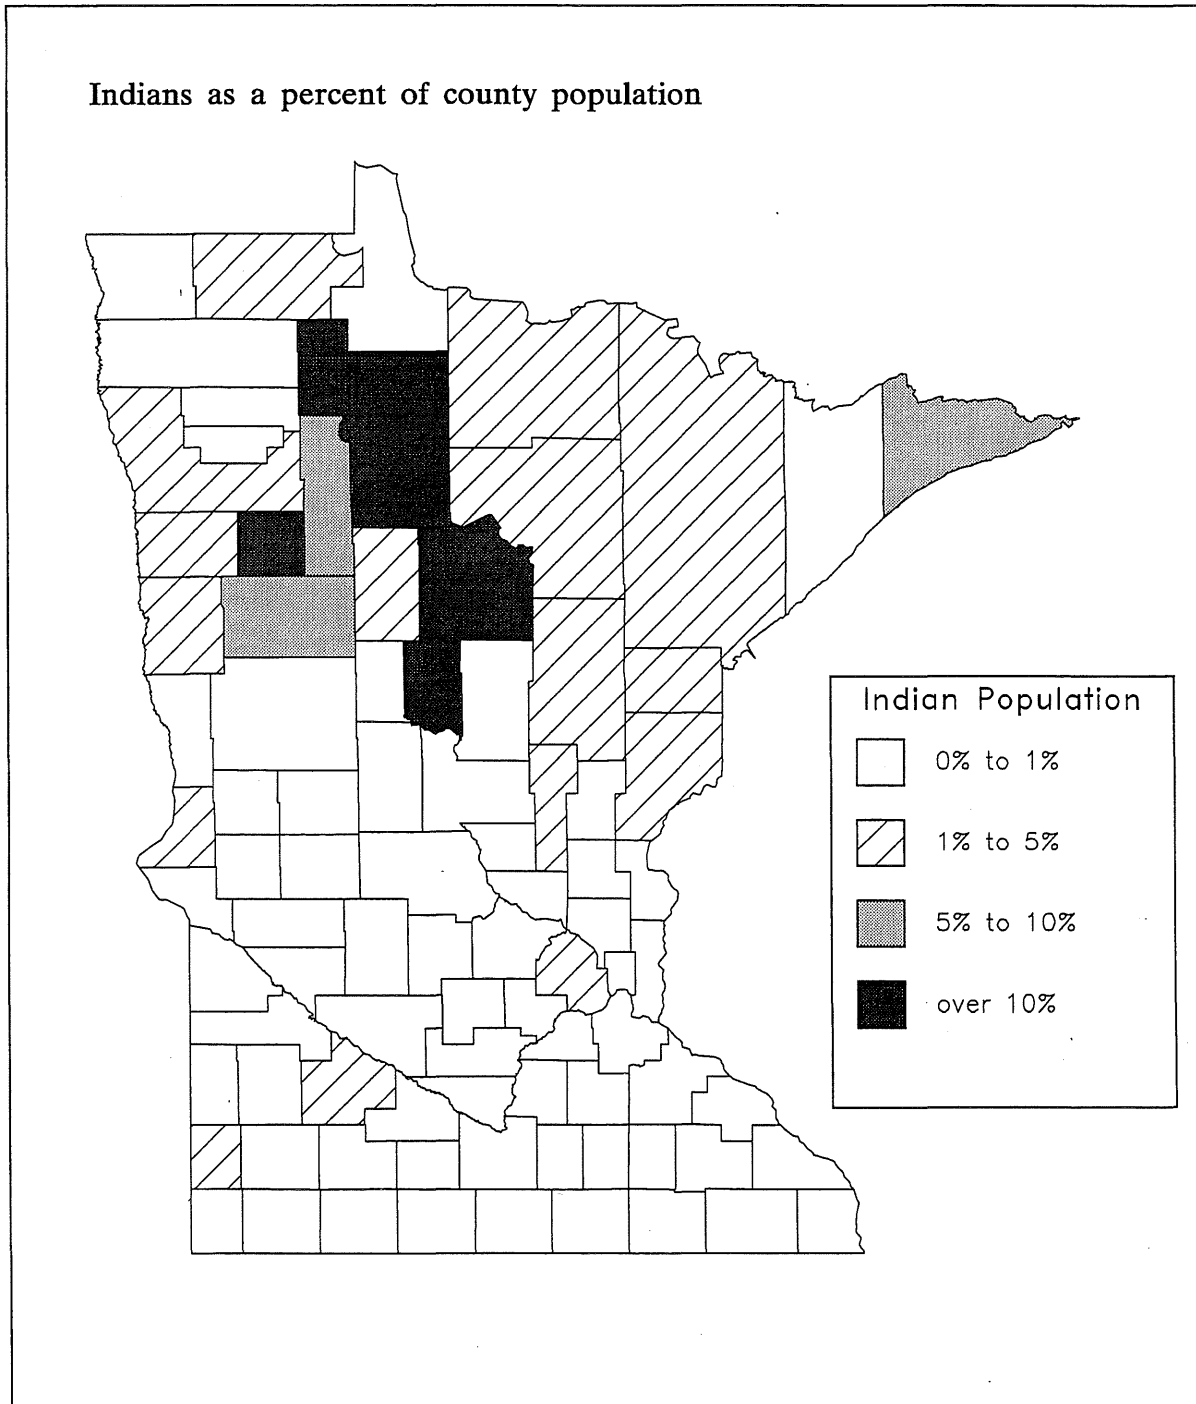 Indians as a percent of county population
Indian Population
0% to 1%
1% to 5%
5% to 10%
over 10%